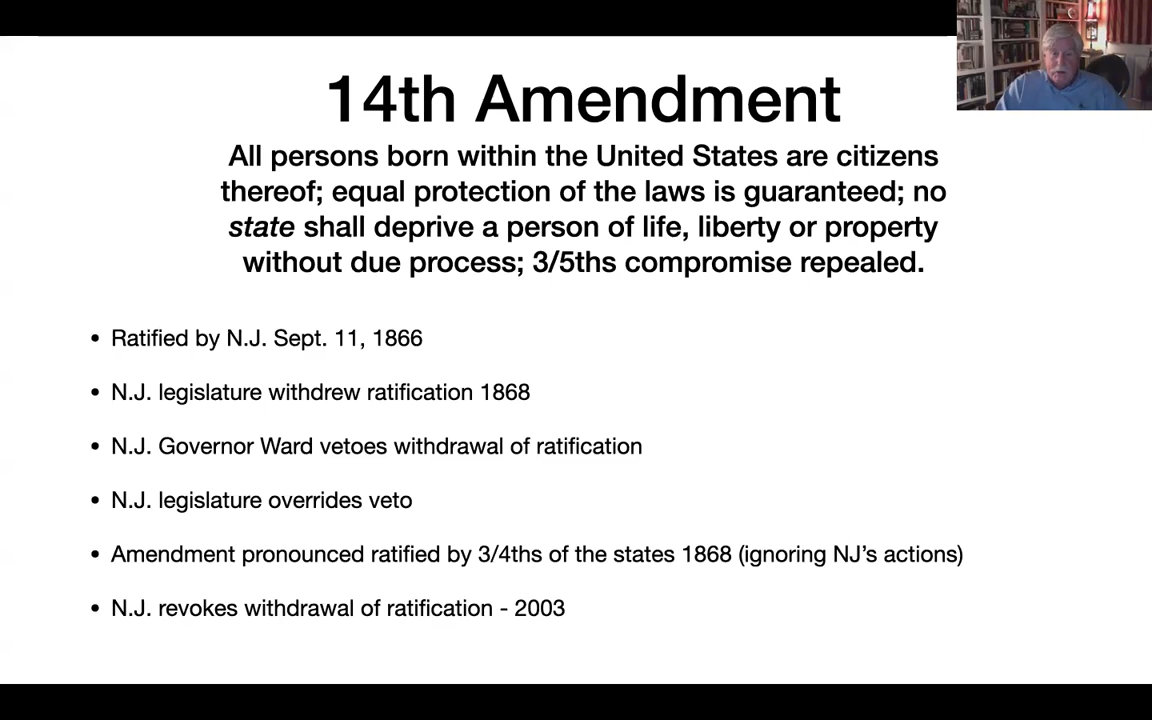 14th Amendment
All persons born within the United States are citizens
thereof; equal protection of the laws is guaranteed; no
state shall deprive a person of life, liberty or property
without due process; 3/5ths compromise repealed.
• Ratified by N.J. Sept. 11, 1866
• N.J. legislature withdrew ratification 1868
• N.J. Governor Ward vetoes withdrawal of ratification
• N.J. legislature overrides veto
• Amendment pronounced ratified by 3/4ths of the states 1868 (ignoring NJ’s actions)
• N.J. revokes withdrawal of ratification - 2003